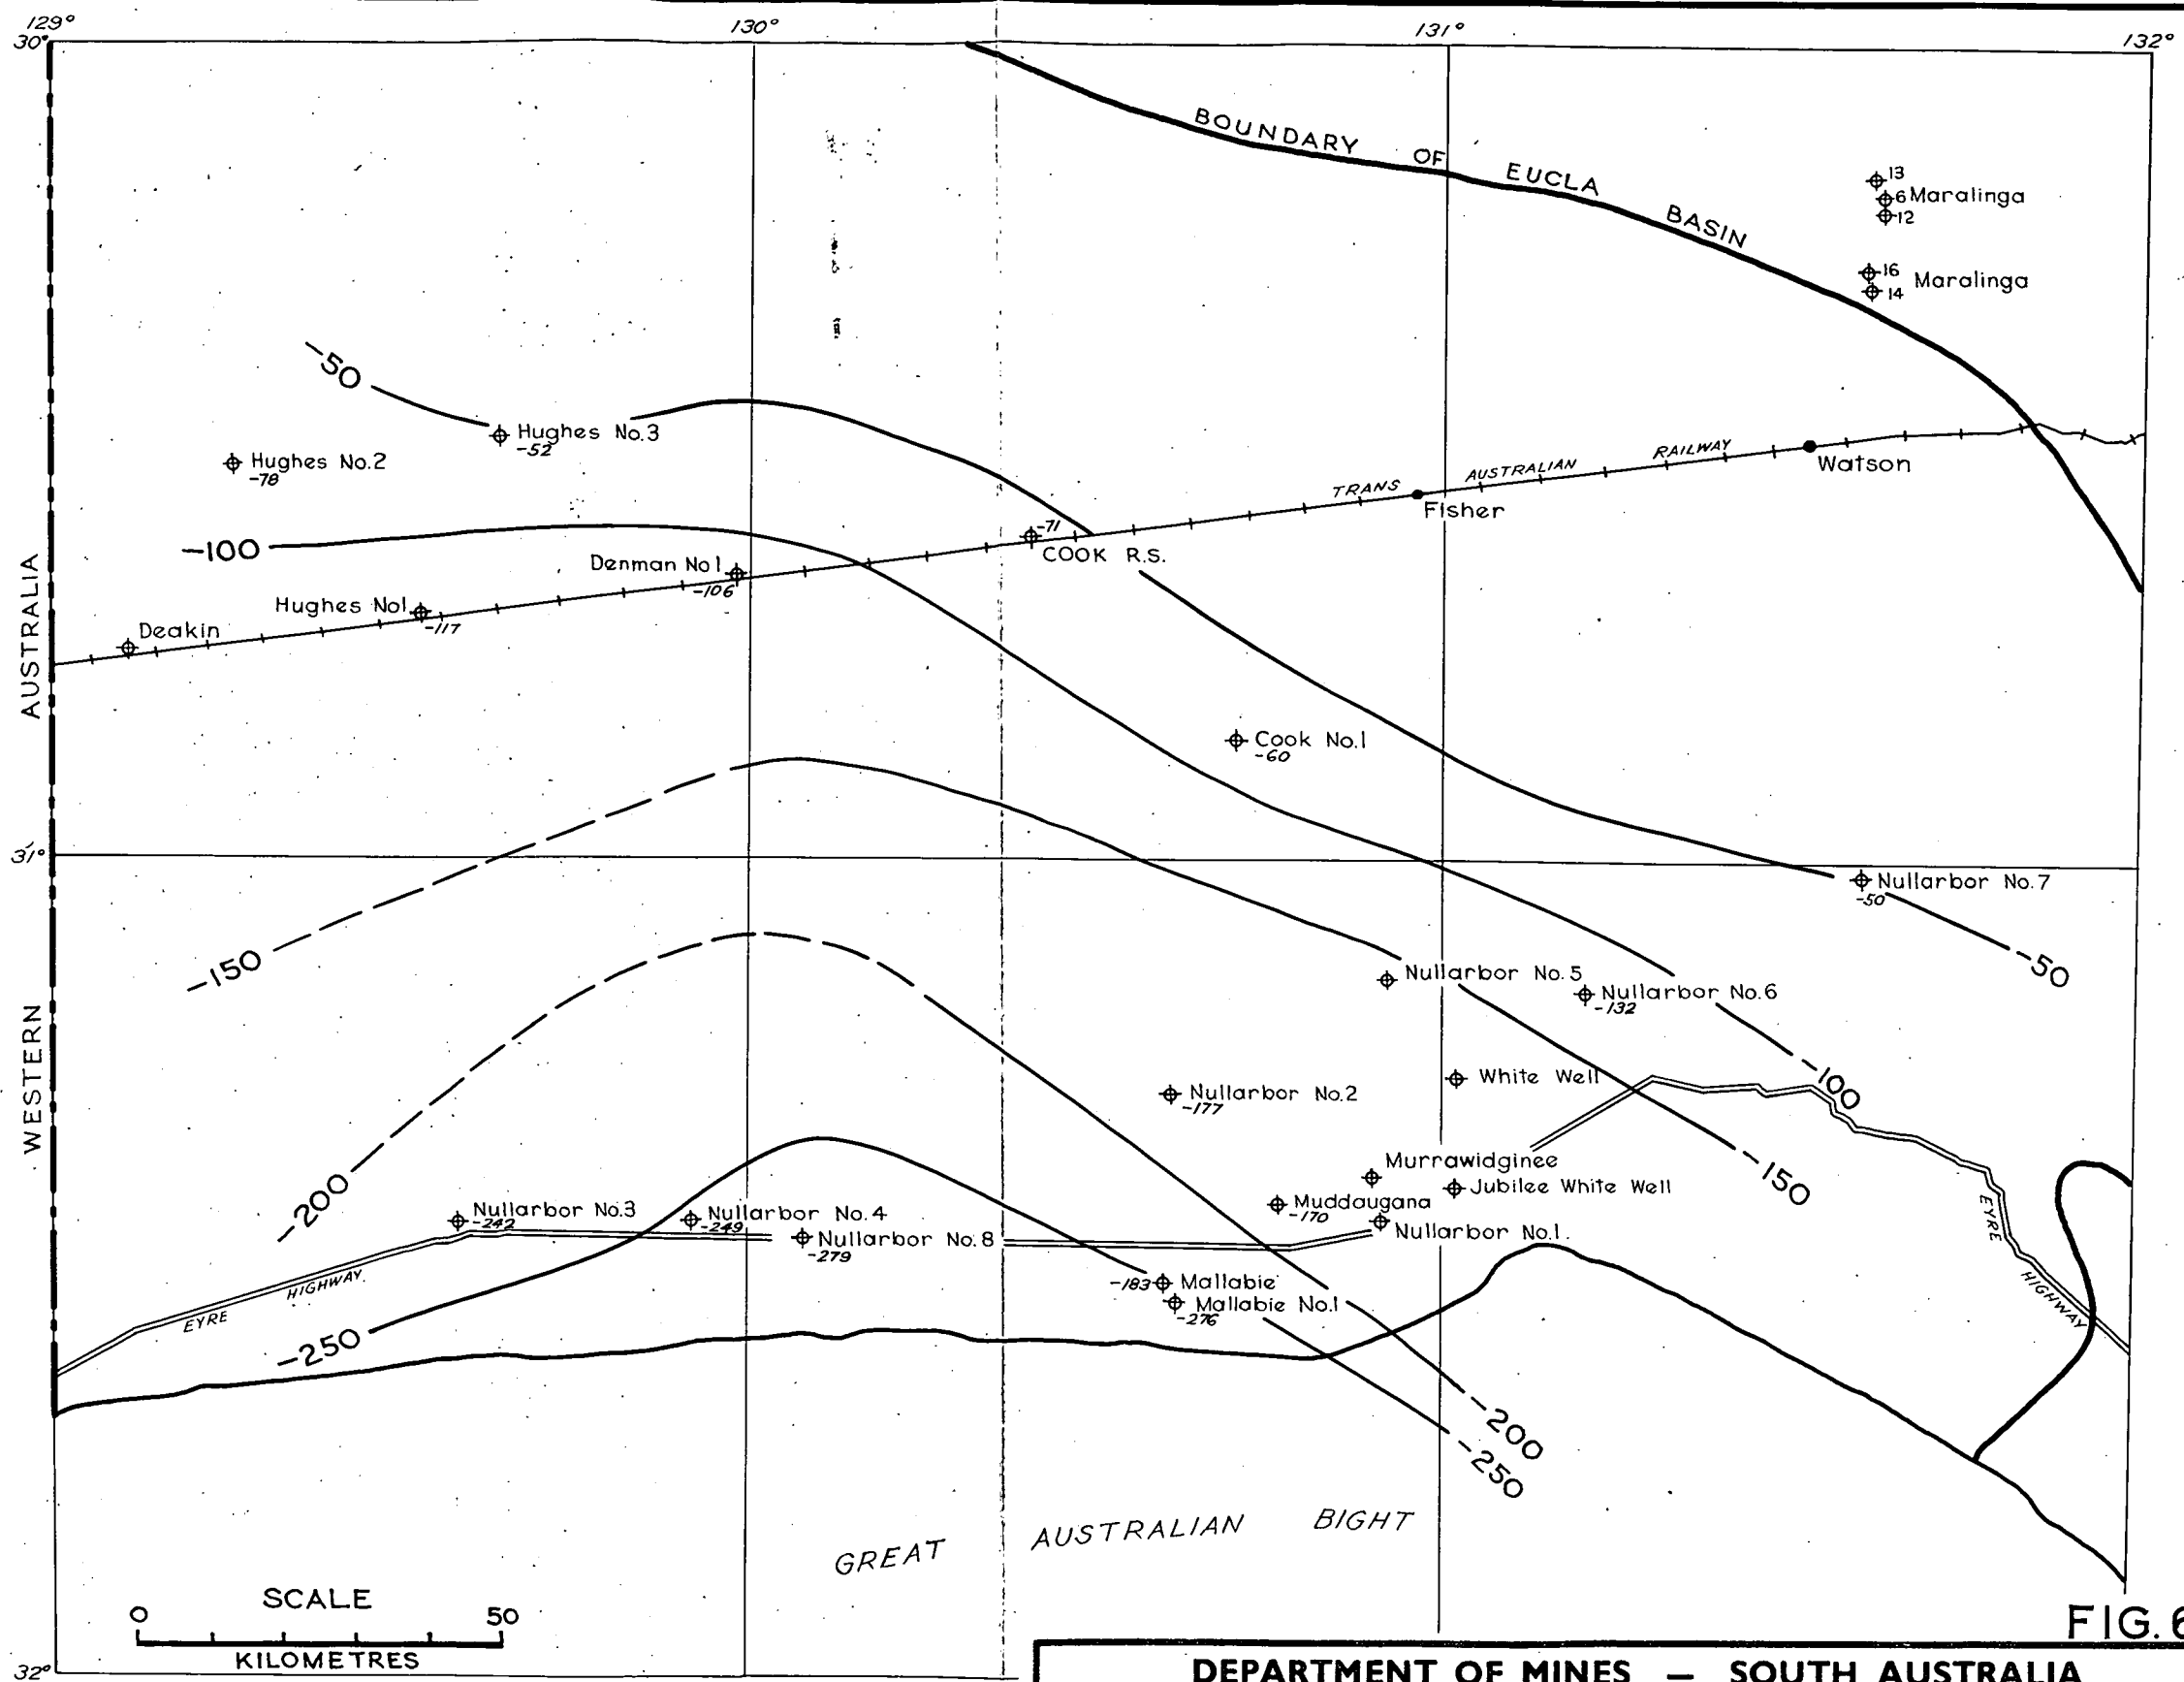 129°
130°
131°
132°
30°
BOUNDARY OF EUCLA BASIN
13
6 Maralinga
12
16 Maralinga
14
-50
Hughes No.3
-52
Hughes No.2
-78
TRANS AUSTRALIAN RAILWAY
Watson
Fisher
-71
COOK R.S.
-100
Denman No1
-106
Hughes No1
-117
Deakin
WESTERN AUSTRALIA
Cook No.1
-60
31°
Nullarbor No.7
-50
-50
-150
Nullarbor No.5
Nullarbor No.6
-132
White Well
-100
Nullarbor No.2
-177
Murrawidginee
Jubilee White Well
-150
Muddaugana
-170
Nullarbor No.1.
-200
Nullarbor No.3
-242
Nullarbor No.4
-249
Nullarbor No.8
-279
EYRE HIGHWAY
-183 Mallabie
Mallabie No.1
-276
EYRE HIGHWAY.
-250
-200
-250
GREAT AUSTRALIAN BIGHT
SCALE
0 50
KILOMETRES
32°
FIG. 6
DEPARTMENT OF MINES — SOUTH AUSTRALIA